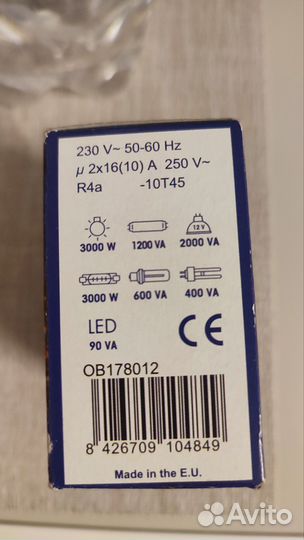 230 V~ 50-60 Hz
µ 2x16(10) A 250 V~
R4a -10T45
12 V
3000 W 1200 VA 2000 VA
3000 W 600 VA 400 VA
LED
90 VA
CE
OB178012
8 426709 104849
Made in the E.U.
Avito